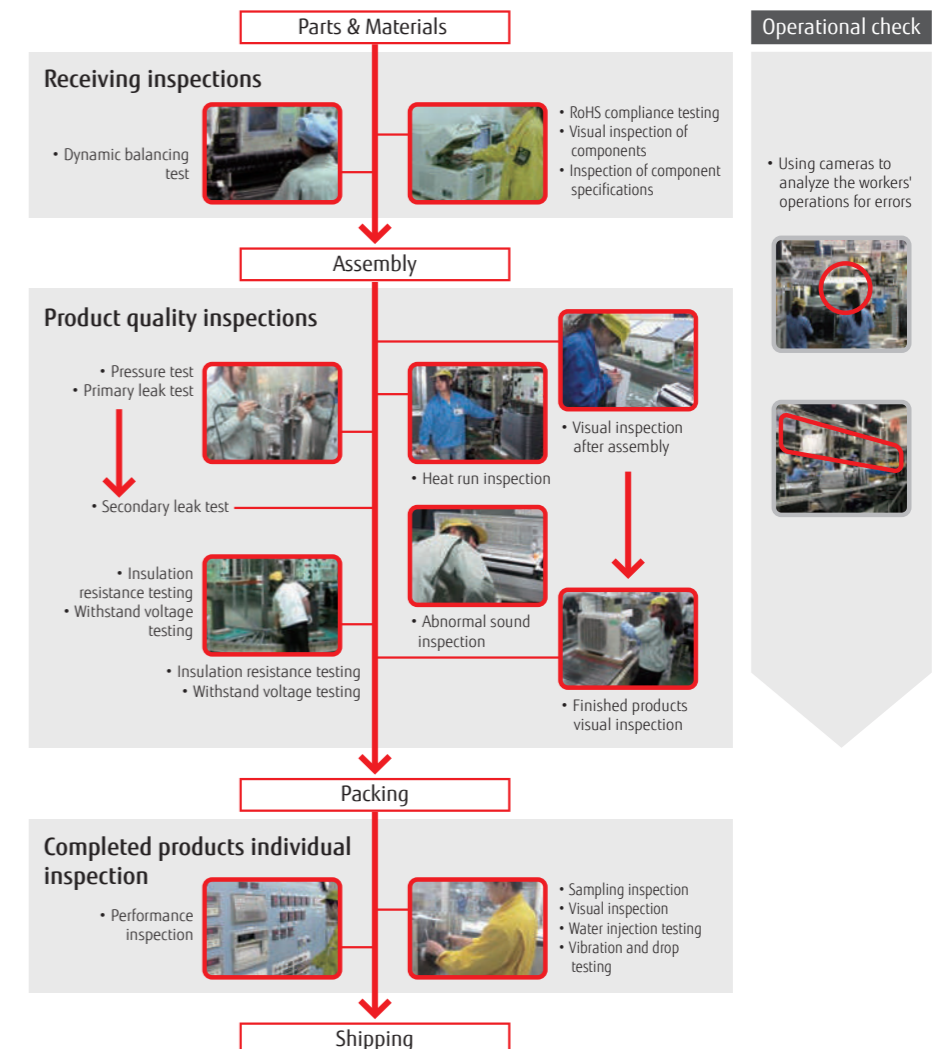 Parts & Materials
Operational check
Receiving inspections
• Dynamic balancing
test
• RoHS compliance testing
• Visual inspection of
components
• Inspection of component
specifications
• Using cameras to
analyze the workers'
operations for errors
Assembly
Product quality inspections
• Pressure test
• Primary leak test
• Secondary leak test
• Heat run inspection
• Visual inspection
after assembly
• Insulation
resistance testing
• Withstand voltage
testing
• Insulation resistance testing
• Withstand voltage testing
• Abnormal sound
inspection
• Finished products
visual inspection
Packing
Completed products individual
inspection
• Performance
inspection
• Sampling inspection
• Visual inspection
• Water injection testing
• Vibration and drop
testing
Shipping